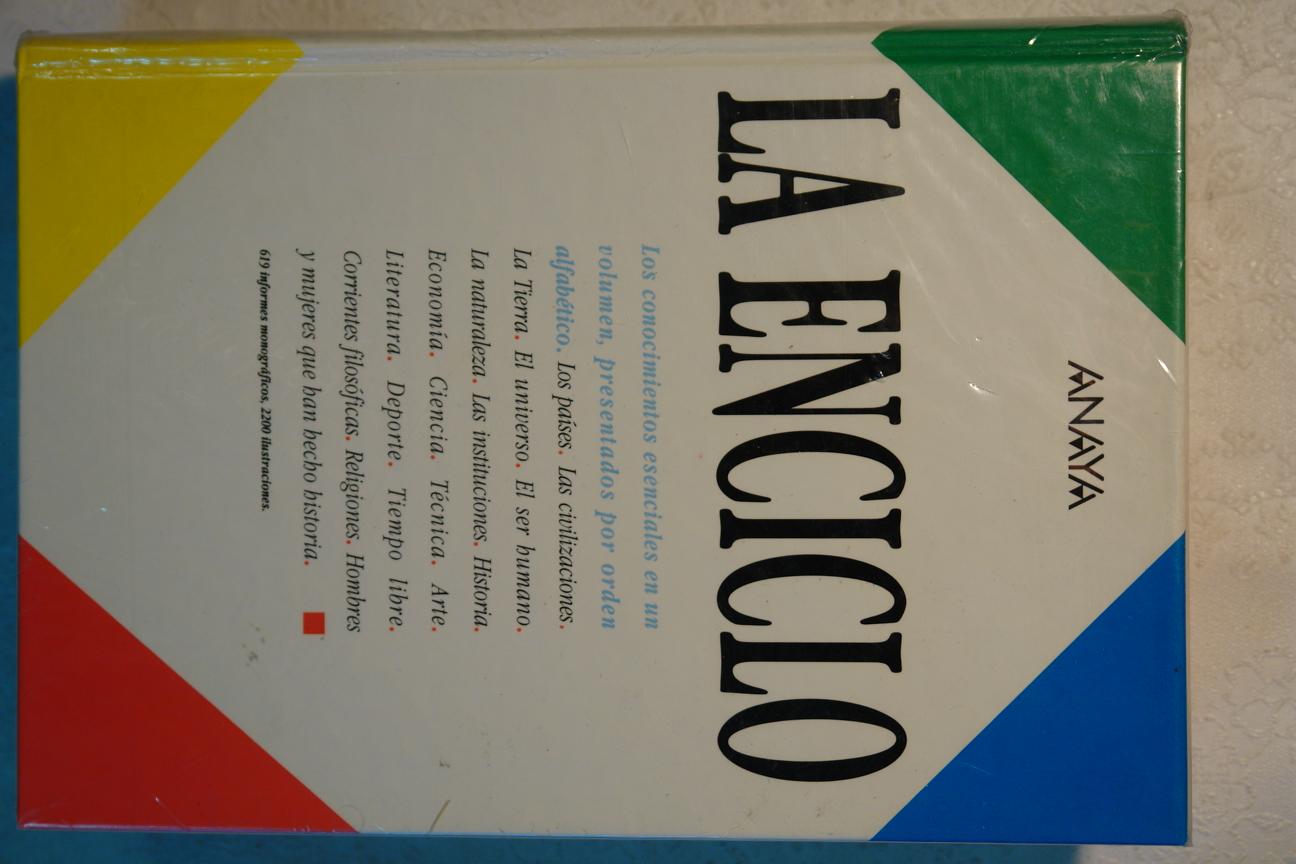 ANAYA
LA ENCICLO
Los conocimientos esenciales en un
volumen, presentados por orden
alfabético. Los países. Las civilizaciones.
La Tierra. El universo. El ser humano.
La naturaleza. Las instituciones. Historia.
Economía. Ciencia. Técnica. Arte.
Literatura. Deporte. Tiempo libre.
Corrientes filosóficas. Religiones. Hombres
y mujeres que han hecho historia.
619 informes monográficos, 2200 ilustraciones.